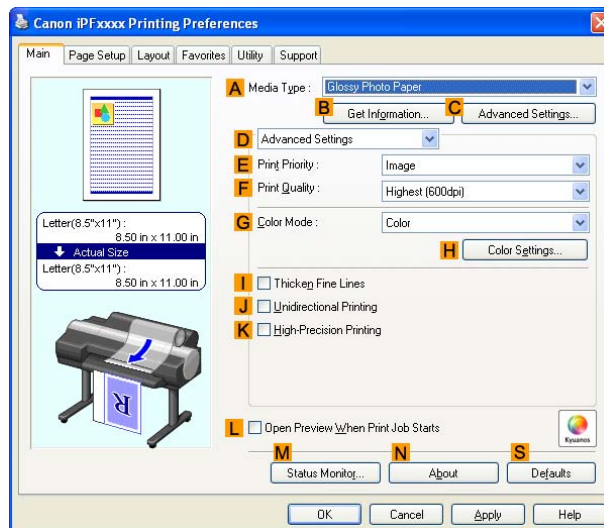 Canon iPFxxxx Printing Preferences
Main Page Setup Layout Favorites Utility Support
A Media Type : Glossy Photo Paper
B Get Information... C Advanced Settings...
D Advanced Settings
E Print Priority : Image
F Print Quality : Highest (600dpi)
Letter(8.5"x11") :
8.50 in x 11.00 in
Actual Size
Letter(8.5"x11") :
8.50 in x 11.00 in
G Color Mode : Color
H Color Settings...
I Thicken Fine Lines
J Unidirectional Printing
K High-Precision Printing
R
L Open Preview When Print Job Starts
Kyuanos
M N S
Status Monitor... About Defaults
OK Cancel Apply Help